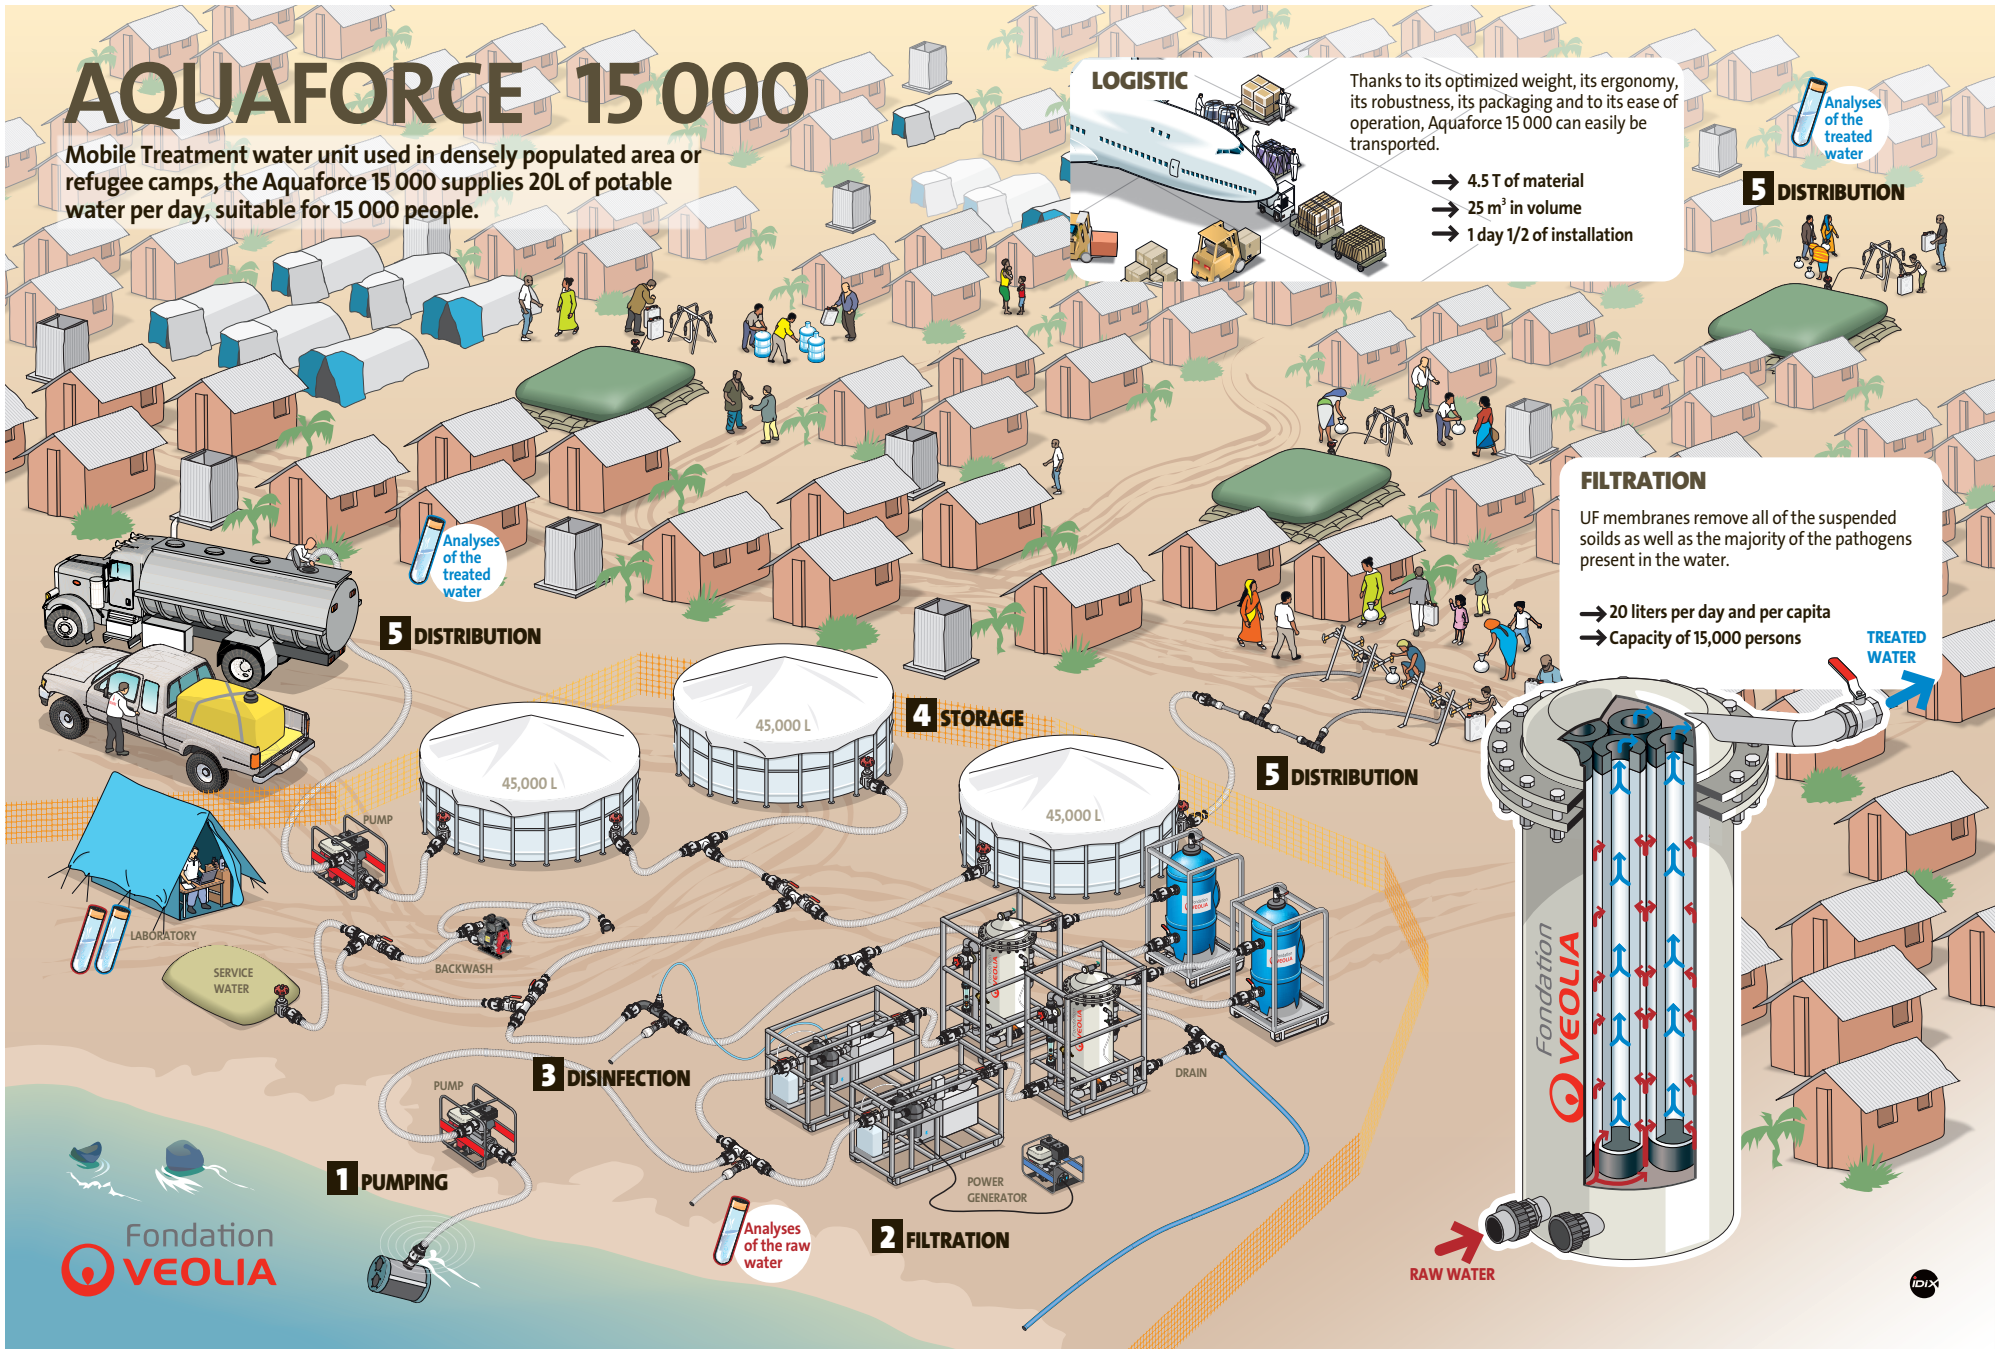 AQUAFORCE 15 000
Mobile Treatment water unit used in densely populated area or
refugee camps, the Aquaforce 15 000 supplies 20L of potable
water per day, suitable for 15 000 people.
LOGISTIC
Thanks to its optimized weight, its ergonomy,
its robustness, its packaging and to its ease of
operation, Aquaforce 15 000 can easily be
transported.
→ 4.5 T of material
→ 25 m³ in volume
→ 1 day 1/2 of installation
Analyses
of the
treated
water
5 DISTRIBUTION
FILTRATION
UF membranes remove all of the suspended
soilds as well as the majority of the pathogens
present in the water.
→ 20 liters per day and per capita
→ Capacity of 15,000 persons
TREATED
WATER
Analyses
of the
treated
water
5 DISTRIBUTION
45,000 L
4 STORAGE
45,000 L
45,000 L
5 DISTRIBUTION
PUMP
LABORATORY
SERVICE
WATER
BACKWASH
Fondation
VEOLIA
Fondation
VEOLIA
VEOLIA
VEOLIA
Fondation
VEOLIA
3 DISINFECTION
DRAIN
PUMP
1 PUMPING
POWER
GENERATOR
Analyses
of the raw
water
2 FILTRATION
Fondation
VEOLIA
RAW WATER
iDiX